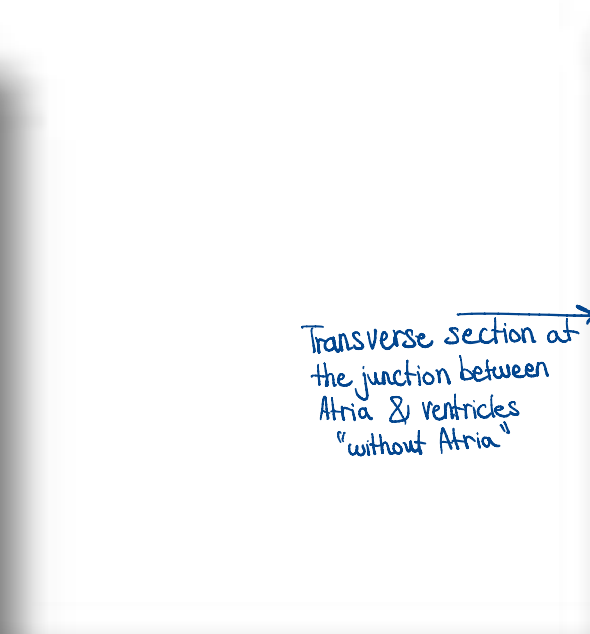 Transverse section at
the junction between
Atria & ventricles
"without Atria"